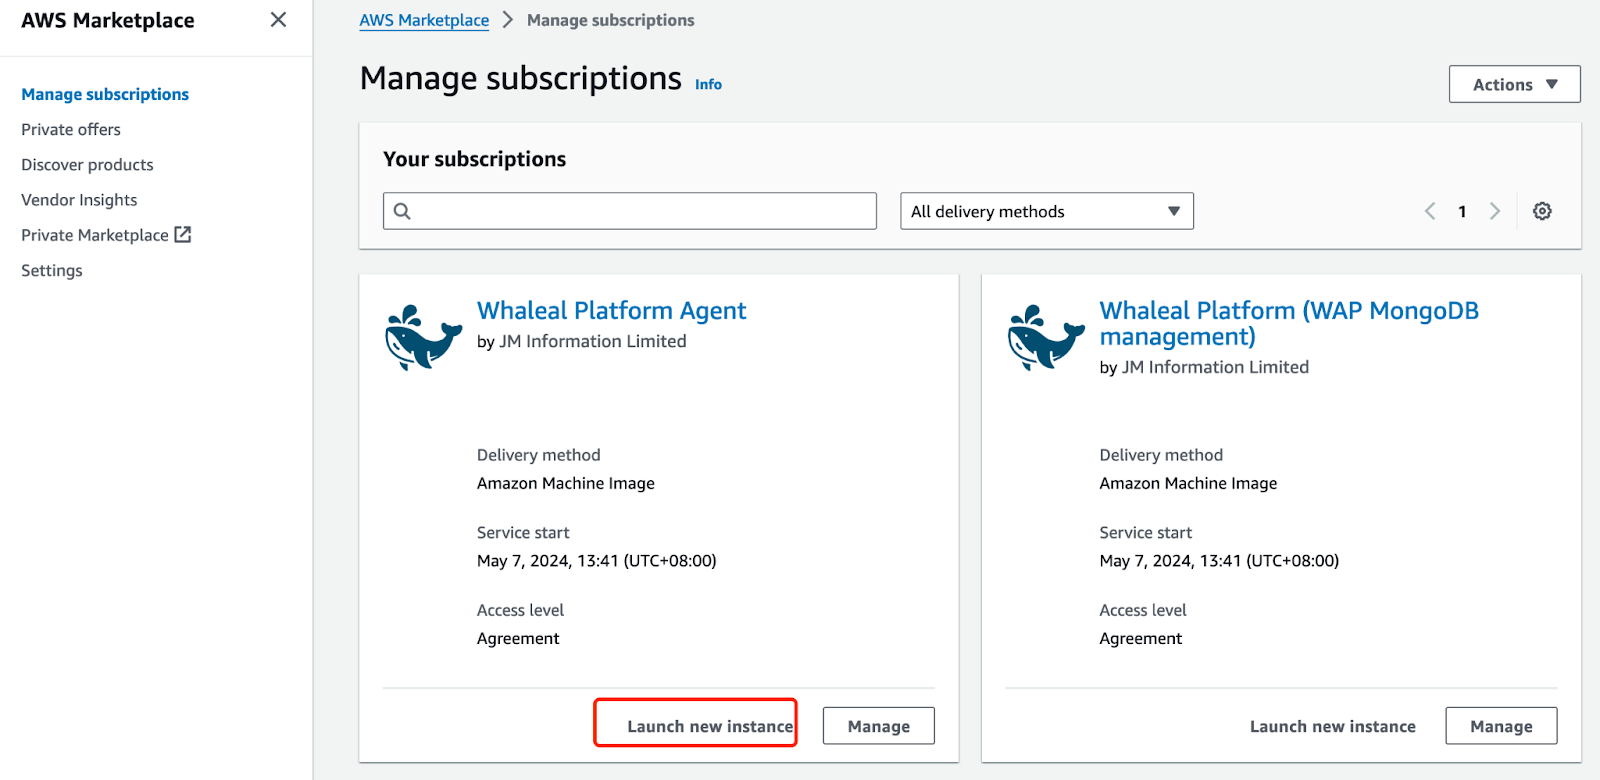 AWS Marketplace
Manage subscriptions
Private offers
Discover products
Vendor Insights
Private Marketplace
Settings
AWS Marketplace > Manage subscriptions
Manage subscriptions Info
Actions
Your subscriptions
All delivery methods
1
Whaleal Platform Agent
by JM Information Limited
Delivery method
Amazon Machine Image
Service start
May 7, 2024, 13:41 (UTC+08:00)
Access level
Agreement
Launch new instance
Manage
Whaleal Platform (WAP MongoDB
management)
by JM Information Limited
Delivery method
Amazon Machine Image
Service start
May 7, 2024, 13:41 (UTC+08:00)
Access level
Agreement
Launch new instance
Manage